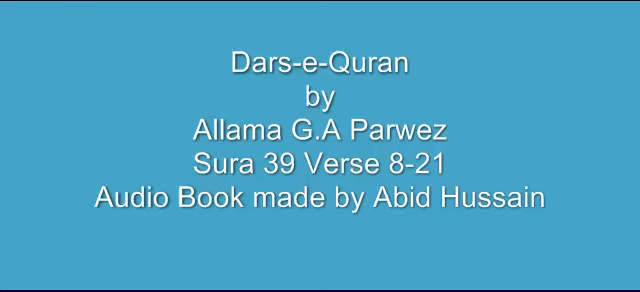 Dars-e-Quran
by
Allama G.A Parwez
Sura 39 Verse 8-21
Audio Book made by Abid Hussain